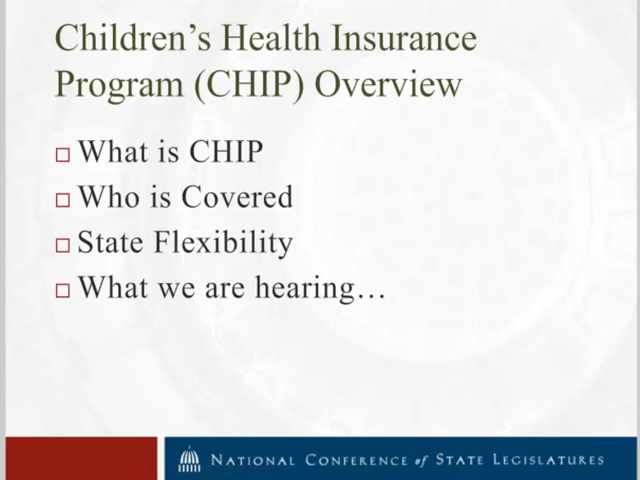 Children’s Health Insurance
Program (CHIP) Overview
What is CHIP
Who is Covered
State Flexibility
What we are hearing…
NATIONAL CONFERENCE of STATE LEGISLATURES